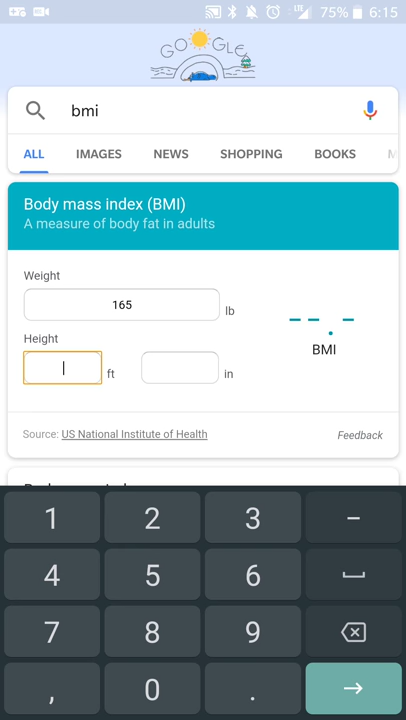 LTE 75% 6:15
GOOGLE
bmi
ALL IMAGES NEWS SHOPPING BOOKS M
Body mass index (BMI)
A measure of body fat in adults
Weight
165 lb
Height
ft in
--.-
BMI
Source: US National Institute of Health Feedback
1 2 3 -
4 5 6
7 8 9
, 0 .